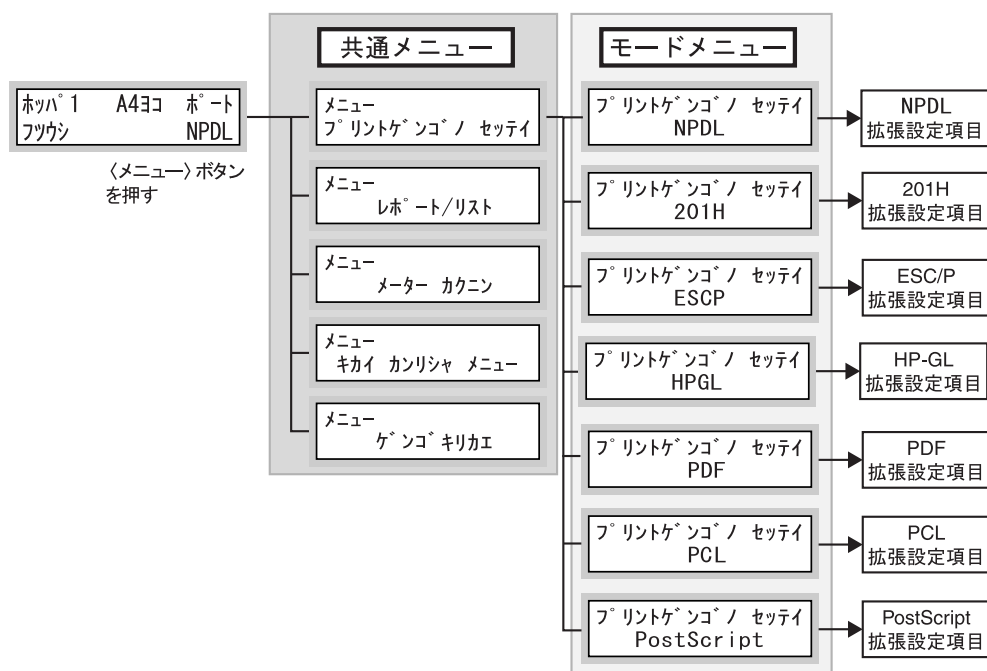 共通メニュー
モードメニュー
ﾎｯﾊﾟ1 A4ﾖｺ ﾎﾟｰﾄ
ﾌﾂｳｼ NPDL
〈メニュー〉ボタン
を押す
ﾒﾆｭｰ
ﾌﾟﾘﾝﾄｹﾞﾝｺﾞﾉ ｾｯﾃｲ
ﾒﾆｭｰ
ﾚﾎﾟｰﾄ/ﾘｽﾄ
ﾒﾆｭｰ
ﾒｰﾀｰ ｶｸﾆﾝ
ﾒﾆｭｰ
ｷｶｲ ｶﾝﾘｼｬ ﾒﾆｭｰ
ﾒﾆｭｰ
ｹﾞﾝｺﾞｷﾘｶｴ
ﾌﾟﾘﾝﾄｹﾞﾝｺﾞﾉ ｾｯﾃｲ
NPDL
NPDL
拡張設定項目
ﾌﾟﾘﾝﾄｹﾞﾝｺﾞﾉ ｾｯﾃｲ
201H
201H
拡張設定項目
ﾌﾟﾘﾝﾄｹﾞﾝｺﾞﾉ ｾｯﾃｲ
ESCP
ESC/P
拡張設定項目
ﾌﾟﾘﾝﾄｹﾞﾝｺﾞﾉ ｾｯﾃｲ
HPGL
HP-GL
拡張設定項目
ﾌﾟﾘﾝﾄｹﾞﾝｺﾞﾉ ｾｯﾃｲ
PDF
PDF
拡張設定項目
ﾌﾟﾘﾝﾄｹﾞﾝｺﾞﾉ ｾｯﾃｲ
PCL
PCL
拡張設定項目
ﾌﾟﾘﾝﾄｹﾞﾝｺﾞﾉ ｾｯﾃｲ
PostScript
PostScript
拡張設定項目